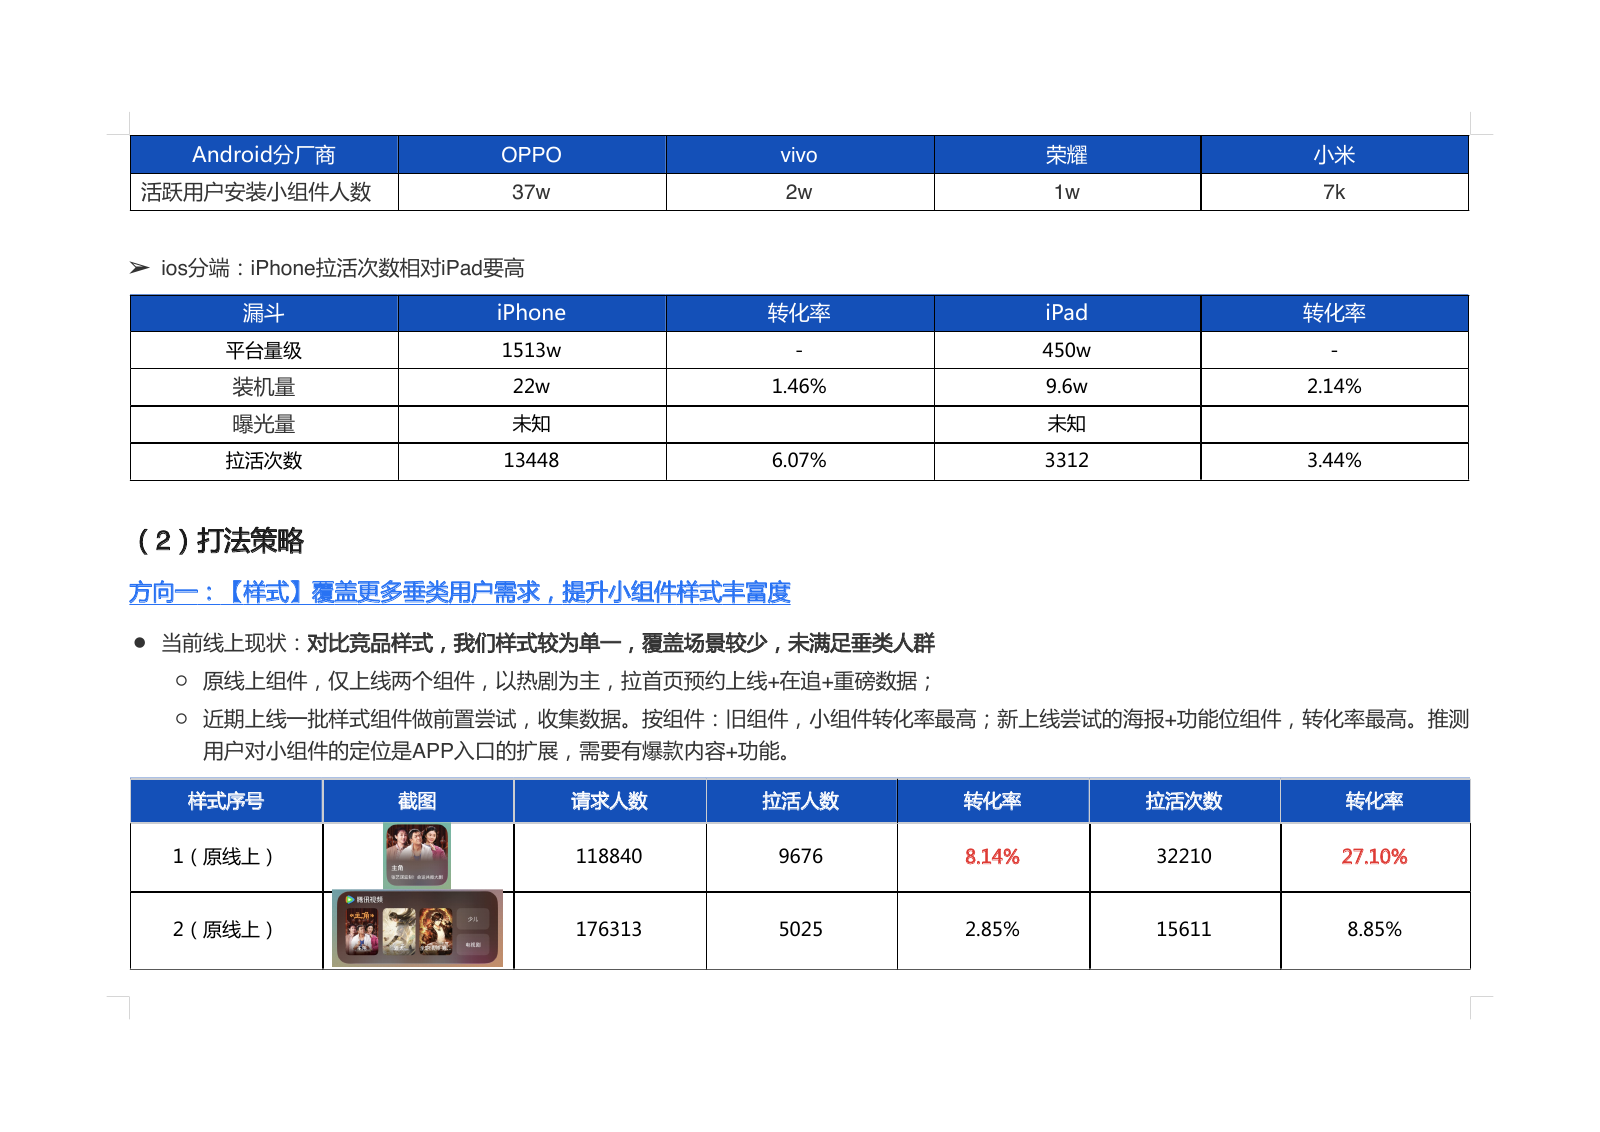 Android分厂商 OPPO vivo 荣耀 小米
活跃用户安装小组件人数 37w 2w 1w 7k
➢ ios分端：iPhone拉活次数相对iPad要高
漏斗 iPhone 转化率 iPad 转化率
平台量级 1513w - 450w -
装机量 22w 1.46% 9.6w 2.14%
曝光量 未知 未知
拉活次数 13448 6.07% 3312 3.44%
（2）打法策略
方向一：【样式】覆盖更多垂类用户需求，提升小组件样式丰富度
● 当前线上现状：对比竞品样式，我们样式较为单一，覆盖场景较少，未满足垂类人群
○ 原线上组件，仅上线两个组件，以热剧为主，拉首页预约上线+在追+重磅数据；
○ 近期上线一批样式组件做前置尝试，收集数据。按组件：旧组件，小组件转化率最高；新上线尝试的海报+功能位组件，转化率最高。推测
用户对小组件的定位是APP入口的扩展，需要有爆款内容+功能。
样式序号 截图 请求人数 拉活人数 转化率 拉活次数 转化率
主角
1（原线上） 118840 9676 8.14% 32210 27.10%
腾讯视频
少儿
电视剧
2（原线上） 176313 5025 2.85% 15611 8.85%